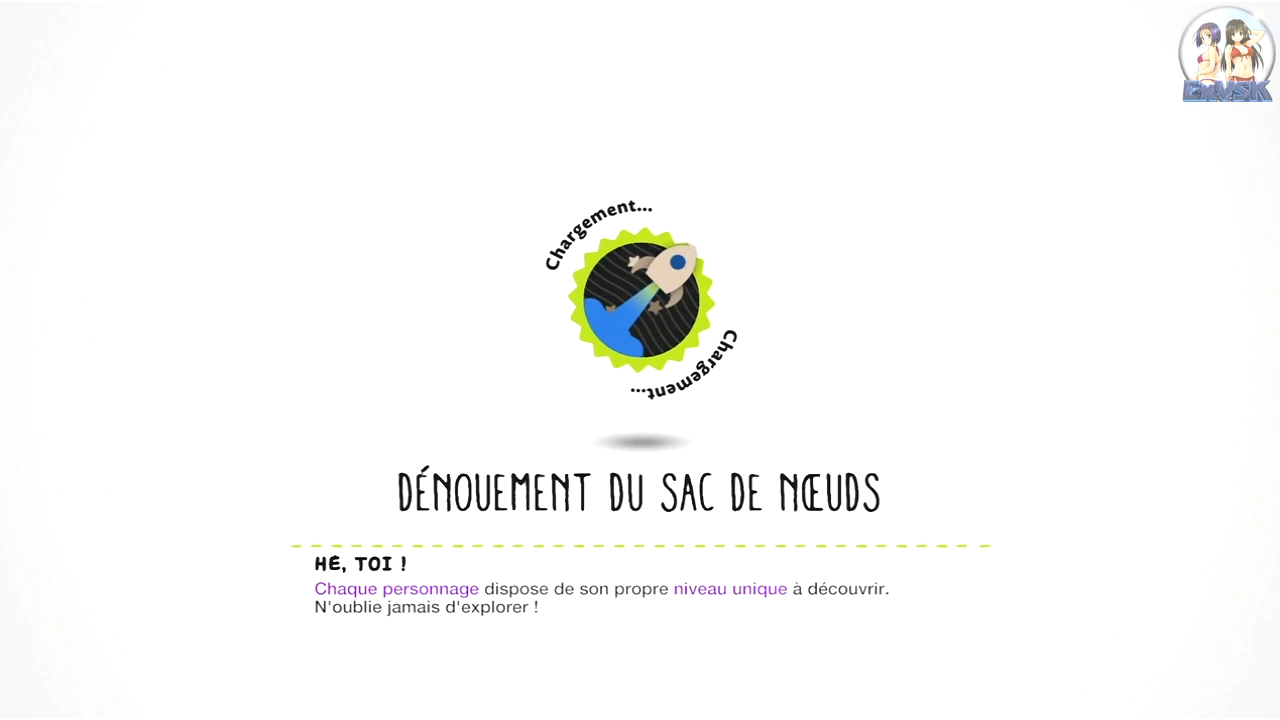 Chargement...
Chargement...
DÉNOUEMENT DU SAC DE NŒUDS
HÉ, TOI !
Chaque personnage dispose de son propre niveau unique à découvrir.
N'oublie jamais d'explorer !